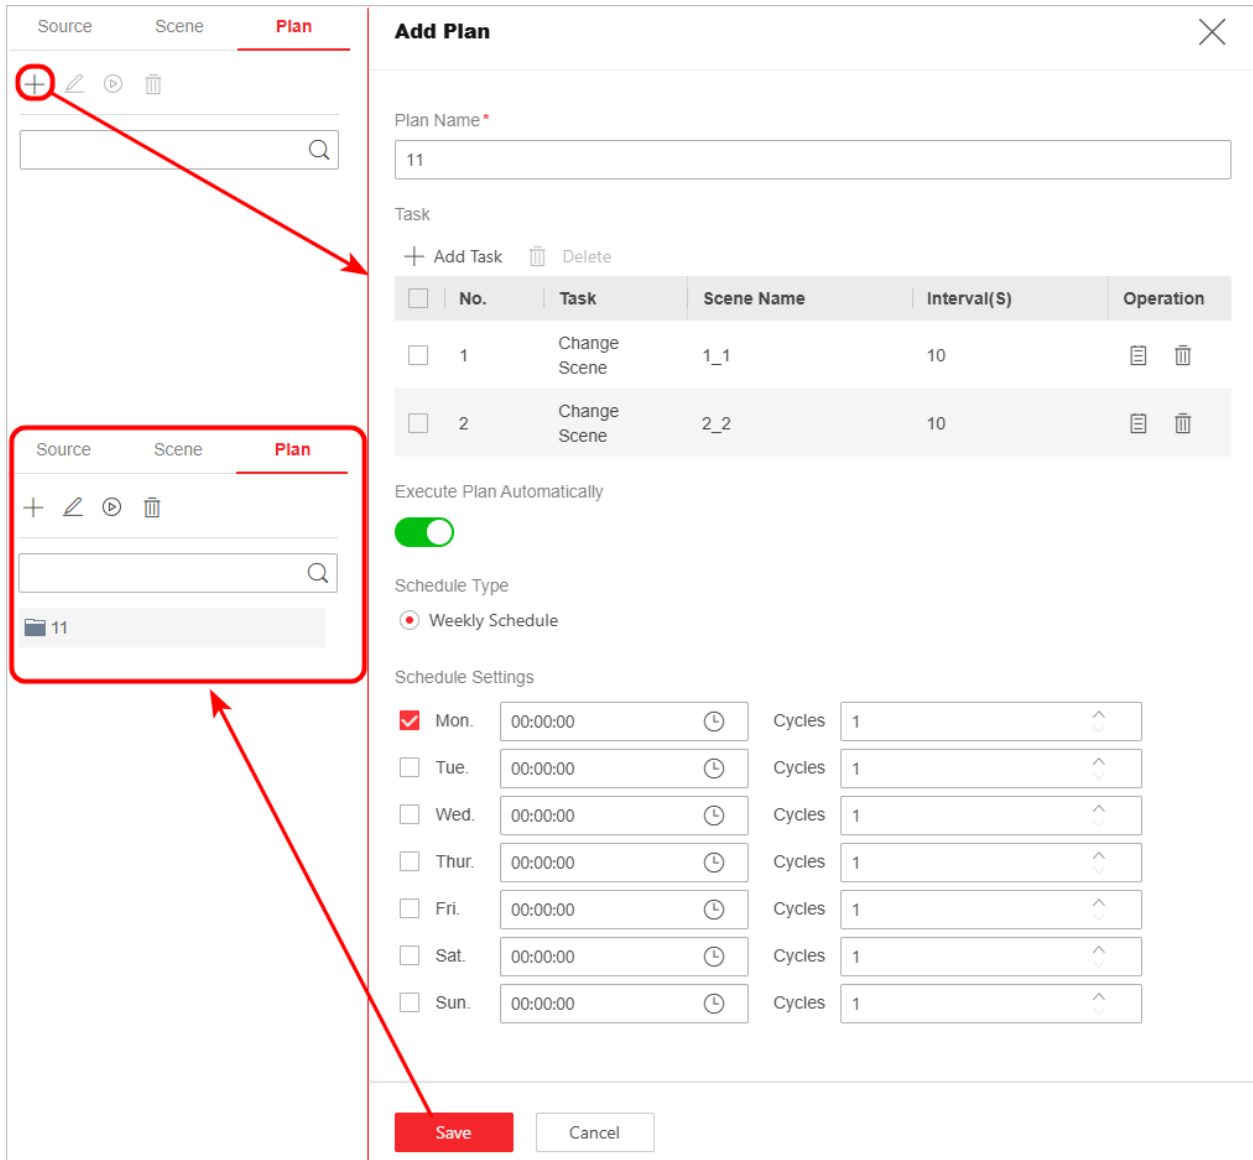 Source Scene Plan
Source Scene Plan
11
Add Plan
Plan Name*
11
Task
Add Task Delete
No. Task Scene Name Interval(S) Operation
1 Change Scene 1_1 10
2 Change Scene 2_2 10
Execute Plan Automatically
Schedule Type
Weekly Schedule
Schedule Settings
Mon. 00:00:00 Cycles 1
Tue. 00:00:00 Cycles 1
Wed. 00:00:00 Cycles 1
Thur. 00:00:00 Cycles 1
Fri. 00:00:00 Cycles 1
Sat. 00:00:00 Cycles 1
Sun. 00:00:00 Cycles 1
Save Cancel